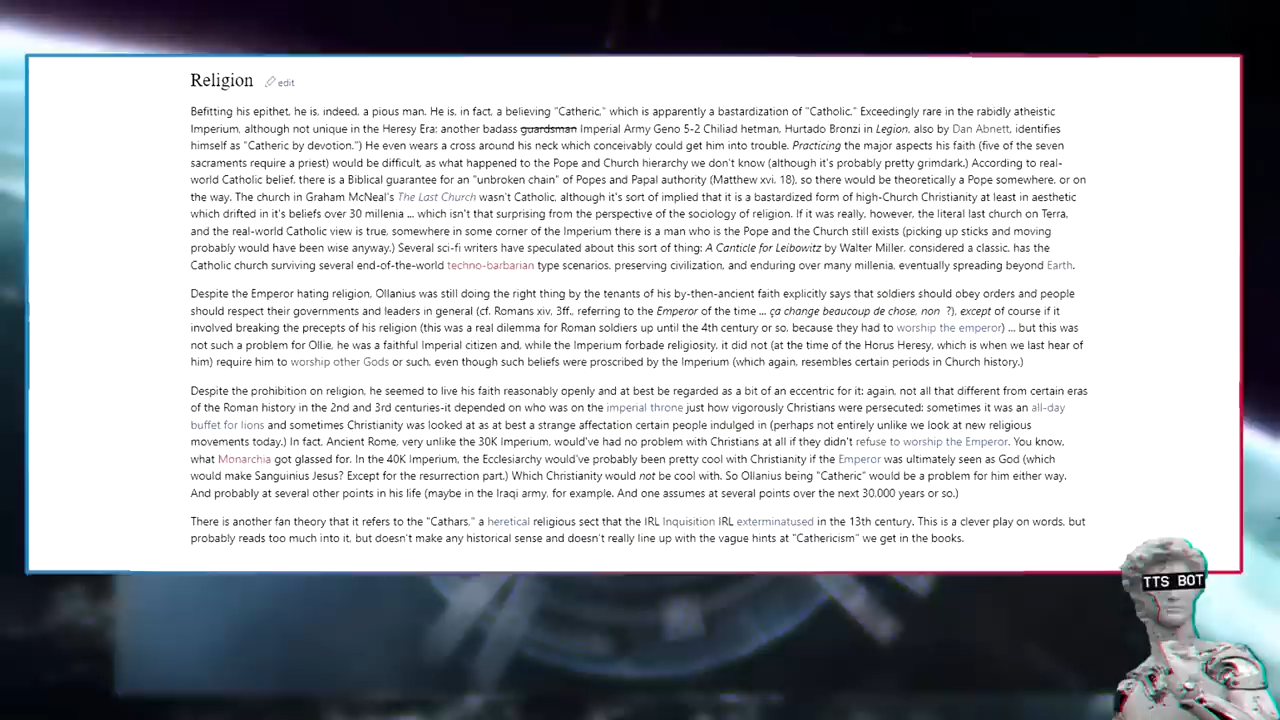 Religion edit
Befitting his epithet, he is, indeed, a pious man. He is, in fact, a believing "Catheric," which is apparently a bastardization of "Catholic." Exceedingly rare in the rabidly atheistic
Imperium, although not unique in the Heresy Era: another badass guardsman Imperial Army Geno 5-2 Chiliad hetman, Hurtado Bronzi in Legion, also by Dan Abnett, identifies
himself as "Catheric by devotion.") He even wears a cross around his neck which conceivably could get him into trouble. Practicing the major aspects his faith (five of the seven
sacraments require a priest) would be difficult, as what happened to the Pope and Church hierarchy we don't know (although it's probably pretty grimdark.) According to real-
world Catholic belief, there is a Biblical guarantee for an "unbroken chain" of Popes and Papal authority (Matthew xvi, 18), so there would be theoretically a Pope somewhere, or on
the way. The church in Graham McNeal's The Last Church wasn't Catholic, although it's sort of implied that it is a bastardized form of high-Church Christianity at least in aesthetic
which drifted in it's beliefs over 30 millenia ... which isn't that surprising from the perspective of the sociology of religion. If it was really, however, the literal last church on Terra,
and the real-world Catholic view is true, somewhere in some corner of the Imperium there is a man who is the Pope and the Church still exists (picking up sticks and moving
probably would have been wise anyway.) Several sci-fi writers have speculated about this sort of thing: A Canticle for Leibowitz by Walter Miller, considered a classic, has the
Catholic church surviving several end-of-the-world techno-barbarian type scenarios, preserving civilization, and enduring over many millenia, eventually spreading beyond Earth.
Despite the Emperor hating religion, Ollanius was still doing the right thing by the tenants of his by-then-ancient faith explicitly says that soldiers should obey orders and people
should respect their governments and leaders in general (cf. Romans xiv, 3ff., referring to the Emperor of the time ... ça change beaucoup de chose, non ?), except of course if it
involved breaking the precepts of his religion (this was a real dilemma for Roman soldiers up until the 4th century or so, because they had to worship the emperor) ... but this was
not such a problem for Ollie, he was a faithful Imperial citizen and, while the Imperium forbade religiosity, it did not (at the time of the Horus Heresy, which is when we last hear of
him) require him to worship other Gods or such, even though such beliefs were proscribed by the Imperium (which again, resembles certain periods in Church history.)
Despite the prohibition on religion, he seemed to live his faith reasonably openly and at best be regarded as a bit of an eccentric for it: again, not all that different from certain eras
of the Roman history in the 2nd and 3rd centuries-it depended on who was on the imperial throne just how vigorously Christians were persecuted: sometimes it was an all-day
buffet for lions and sometimes Christianity was looked at as at best a strange affectation certain people indulged in (perhaps not entirely unlike we look at new religious
movements today.) In fact, Ancient Rome, very unlike the 30K Imperium, would've had no problem with Christians at all if they didn't refuse to worship the Emperor. You know,
what Monarchia got glassed for. In the 40K Imperium, the Ecclesiarchy would've probably been pretty cool with Christianity if the Emperor was ultimately seen as God (which
would make Sanguinius Jesus? Except for the resurrection part.) Which Christianity would not be cool with. So Ollanius being "Catheric" would be a problem for him either way.
And probably at several other points in his life (maybe in the Iraqi army, for example. And one assumes at several points over the next 30,000 years or so.)
There is another fan theory that it refers to the "Cathars," a heretical religious sect that the IRL Inquisition IRL exterminatused in the 13th century. This is a clever play on words, but
probably reads too much into it, but doesn't make any historical sense and doesn't really line up with the vague hints at "Cathericism" we get in the books.
TTS BOT